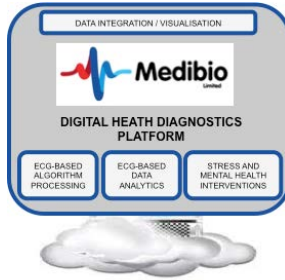 DATA INTEGRATION / VISUALISATION
Medibio
Limited
DIGITAL HEATH DIAGNOSTICS
PLATFORM
ECG-BASED
ALGORITHM
PROCESSING
ECG-BASED
DATA
ANALYTICS
STRESS AND
MENTAL HEALTH
INTERVENTIONS